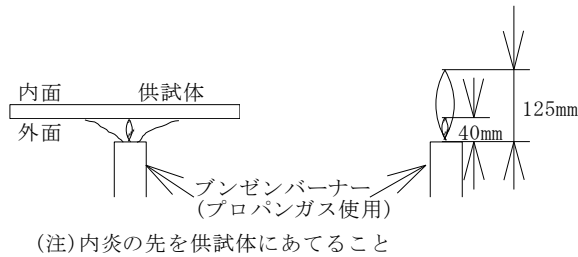 内面 供試体
外面
125mm
40mm
ブンゼンバーナー
(プロパンガス使用)
(注)内炎の先を供試体にあてること